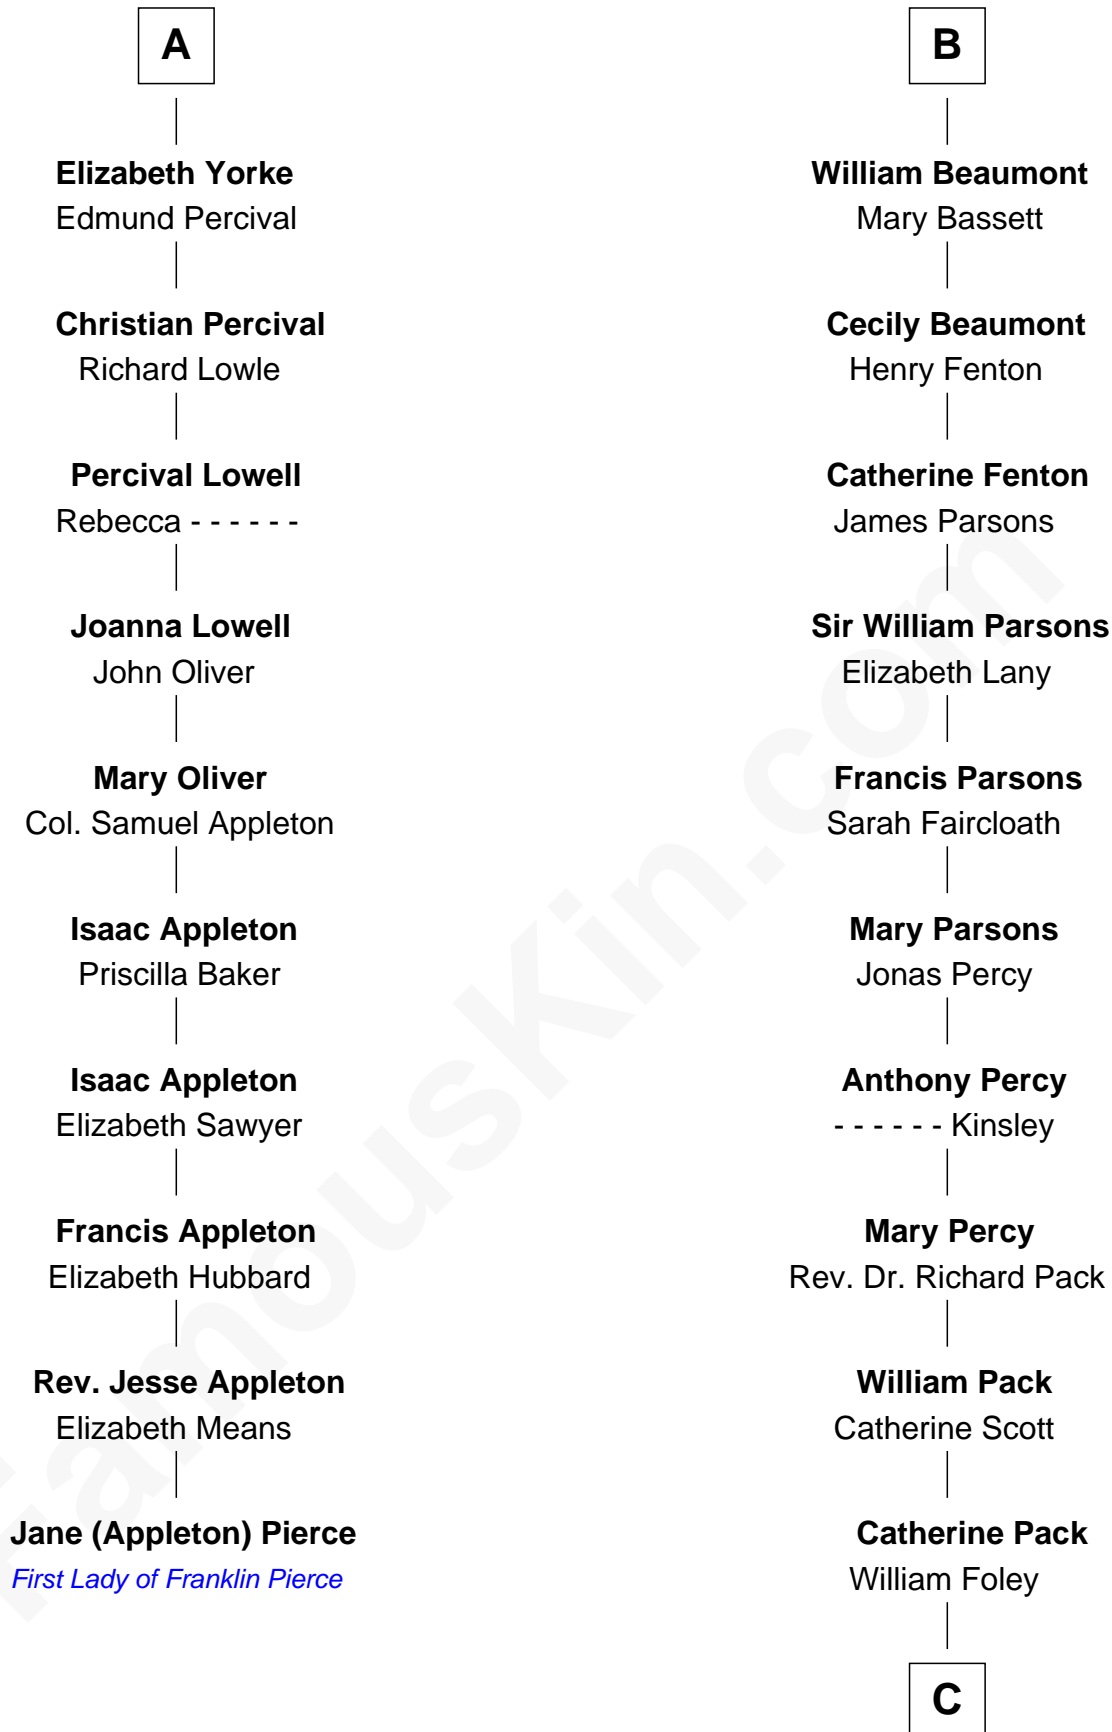 A
Elizabeth Yorke
Edmund Percival
Christian Percival
Richard Lowle
Percival Lowell
Rebecca - - - - - -
Joanna Lowell
John Oliver
Mary Oliver
Col. Samuel Appleton
Isaac Appleton
Priscilla Baker
Isaac Appleton
Elizabeth Sawyer
Francis Appleton
Elizabeth Hubbard
Rev. Jesse Appleton
Elizabeth Means
Jane (Appleton) Pierce
First Lady of Franklin Pierce
B
William Beaumont
Mary Bassett
Cecily Beaumont
Henry Fenton
Catherine Fenton
James Parsons
Sir William Parsons
Elizabeth Lany
Francis Parsons
Sarah Faircloath
Mary Parsons
Jonas Percy
Anthony Percy
- - - - - - Kinsley
Mary Percy
Rev. Dr. Richard Pack
William Pack
Catherine Scott
Catherine Pack
William Foley
C
FamousKin.com